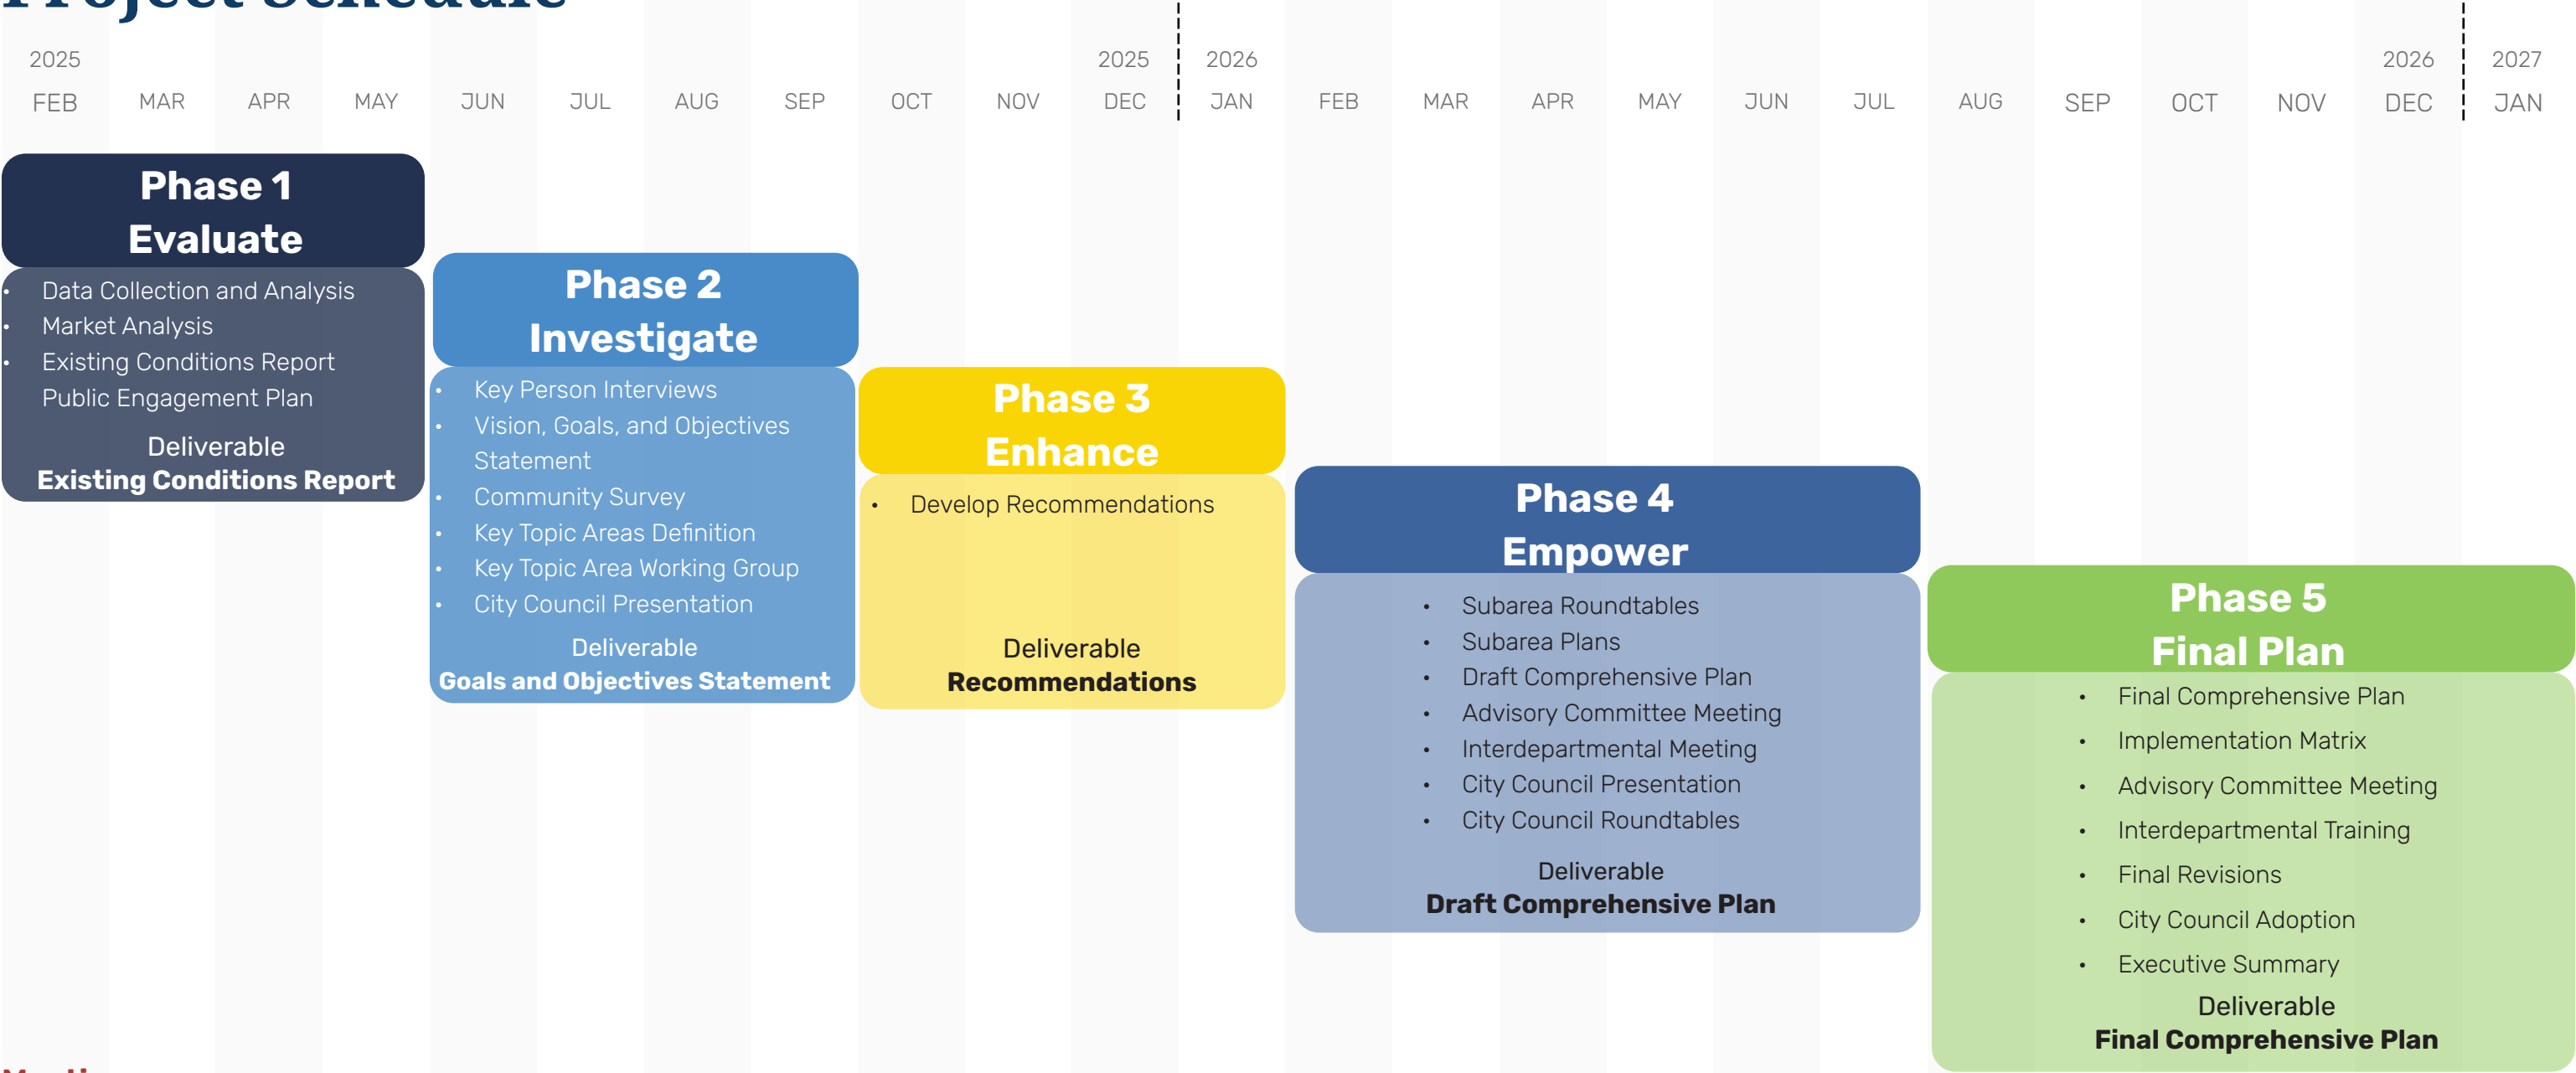 Project Schedule
2025 2025 2026 2026 2027
FEB MAR APR MAY JUN JUL AUG SEP OCT NOV DEC JAN FEB MAR APR MAY JUN JUL AUG SEP OCT NOV DEC JAN
Phase 1
Evaluate
• Data Collection and Analysis
• Market Analysis
• Existing Conditions Report
Public Engagement Plan
Deliverable
Existing Conditions Report
Phase 2
Investigate
• Key Person Interviews
• Vision, Goals, and Objectives
Statement
• Community Survey
• Key Topic Areas Definition
• Key Topic Area Working Group
• City Council Presentation
Deliverable
Goals and Objectives Statement
Phase 3
Enhance
• Develop Recommendations
Deliverable
Recommendations
Phase 4
Empower
• Subarea Roundtables
• Subarea Plans
• Draft Comprehensive Plan
• Advisory Committee Meeting
• Interdepartmental Meeting
• City Council Presentation
• City Council Roundtables
Deliverable
Draft Comprehensive Plan
Phase 5
Final Plan
• Final Comprehensive Plan
• Implementation Matrix
• Advisory Committee Meeting
• Interdepartmental Training
• Final Revisions
• City Council Adoption
• Executive Summary
Deliverable
Final Comprehensive Plan